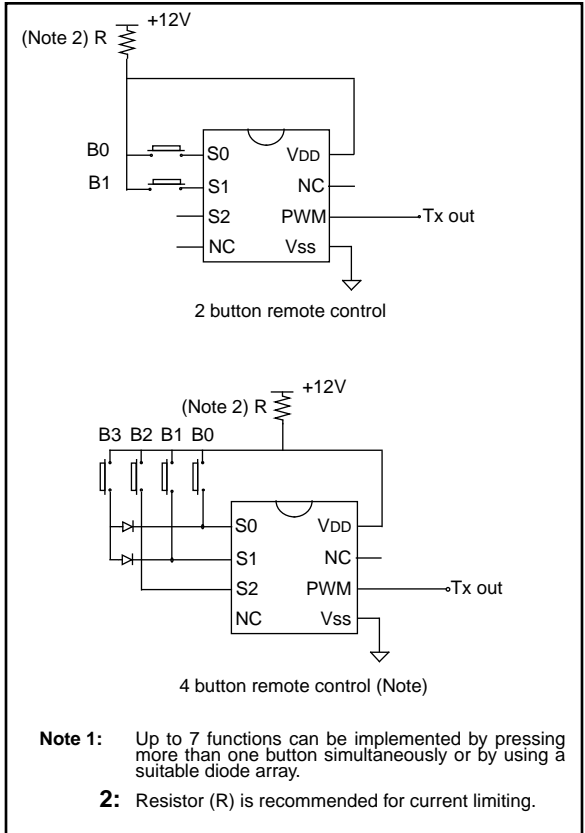 +12V
(Note 2) R
B0 S0 VDD
B1 S1 NC
S2 PWM Tx out
NC Vss
2 button remote control
+12V
(Note 2) R
B3 B2 B1 B0
S0 VDD
S1 NC
S2 PWM Tx out
NC Vss
4 button remote control (Note)
Note 1: Up to 7 functions can be implemented by pressing
more than one button simultaneously or by using a
suitable diode array.
2: Resistor (R) is recommended for current limiting.